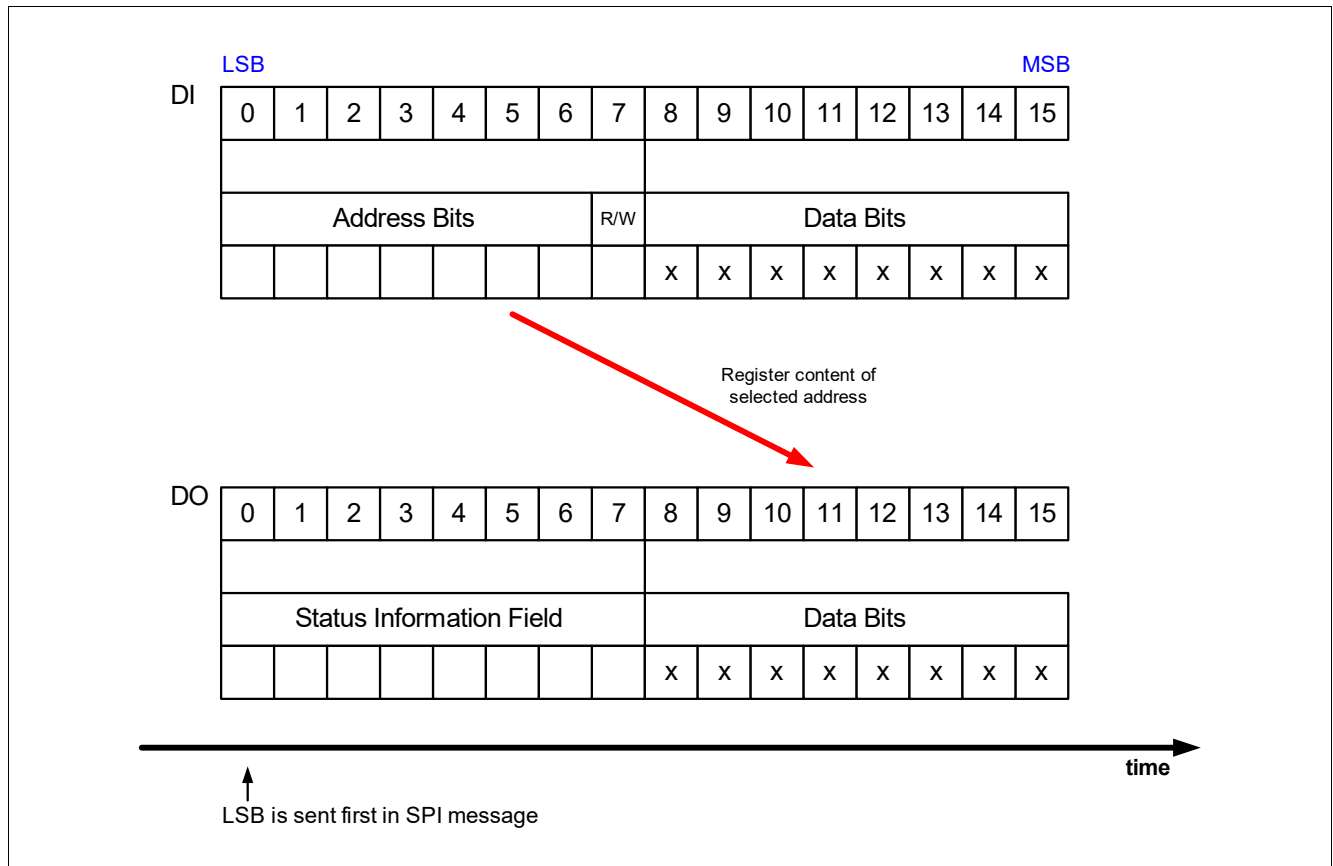 LSB MSB
DI
0 1 2 3 4 5 6 7 8 9 10 11 12 13 14 15
Address Bits R/W Data Bits
x x x x x x x x
Register content of
selected address
DO
0 1 2 3 4 5 6 7 8 9 10 11 12 13 14 15
Status Information Field Data Bits
x x x x x x x x
time
LSB is sent first in SPI message